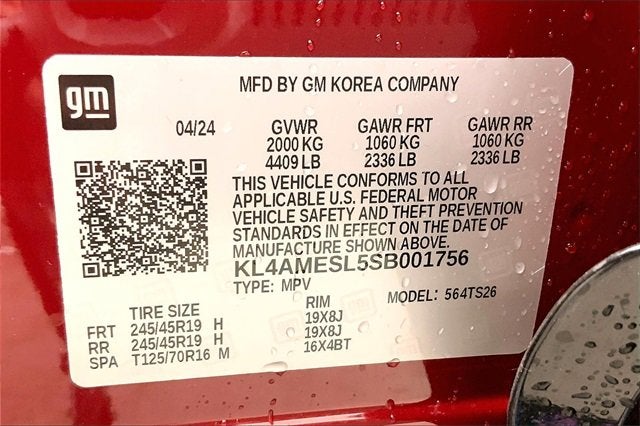 gm
MFD BY GM KOREA COMPANY
04/24 GVWR GAWR FRT GAWR RR
2000 KG 1060 KG 1060 KG
4409 LB 2336 LB 2336 LB
THIS VEHICLE CONFORMS TO ALL
APPLICABLE U.S. FEDERAL MOTOR
VEHICLE SAFETY AND THEFT PREVENTION
STANDARDS IN EFFECT ON THE DATE OF
MANUFACTURE SHOWN ABOVE.
KL4AMESL5SB001756
TYPE: MPV MODEL: 564TS26
TIRE SIZE RIM
FRT 245/45R19 H 19X8J
RR 245/45R19 H 19X8J
SPA T125/70R16 M 16X4BT